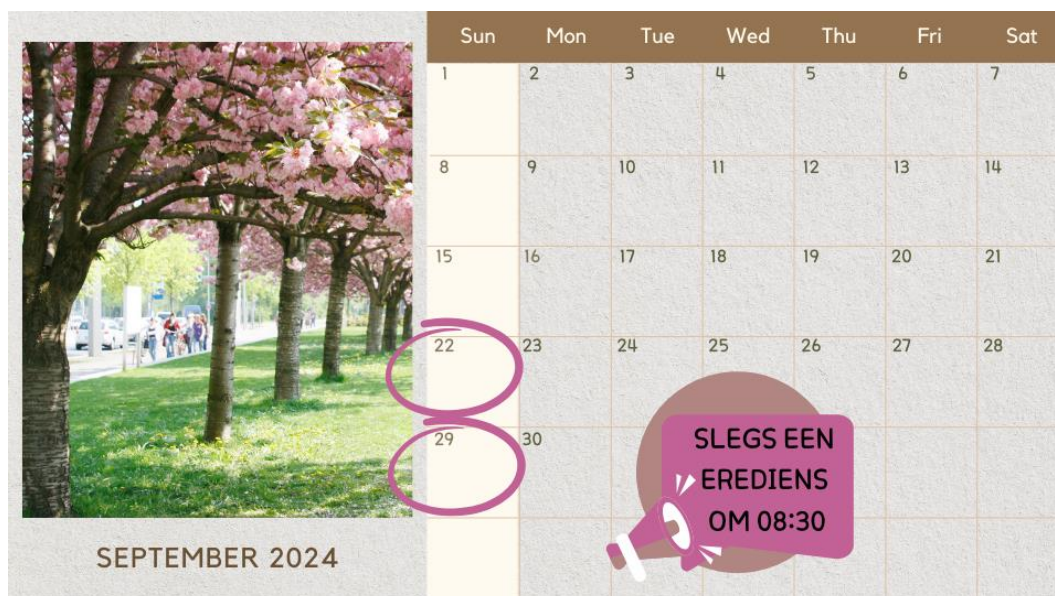 Sun Mon Tue Wed Thu Fri Sat
1 2 3 4 5 6 7
8 9 10 11 12 13 14
15 16 17 18 19 20 21
22 23 24 25 26 27 28
29 30
SLEGS EEN
EREDIENS
OM 08:30
SEPTEMBER 2024